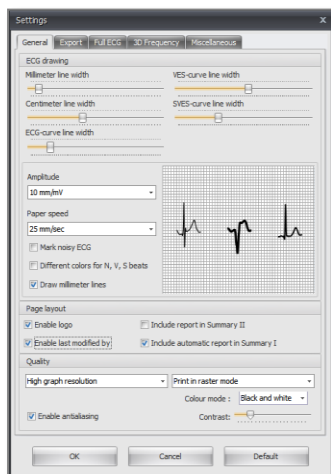 Settings X
General Export Full ECG 3D Frequency Miscellaneous
ECG drawing
Millimeter line width VES-curve line width
Centimeter line width SVES-curve line width
ECG-curve line width
Amplitude
10 mm/mV
Paper speed
25 mm/sec
Mark noisy ECG
Different colors for N, V, S beats
Draw millimeter lines
Page layout
Enable logo Include report in Summary II
Enable last modified by Include automatic report in Summary I
Quality
High graph resolution Print in raster mode
Colour mode : Black and white
Enable antialiasing Contrast:
OK Cancel Default